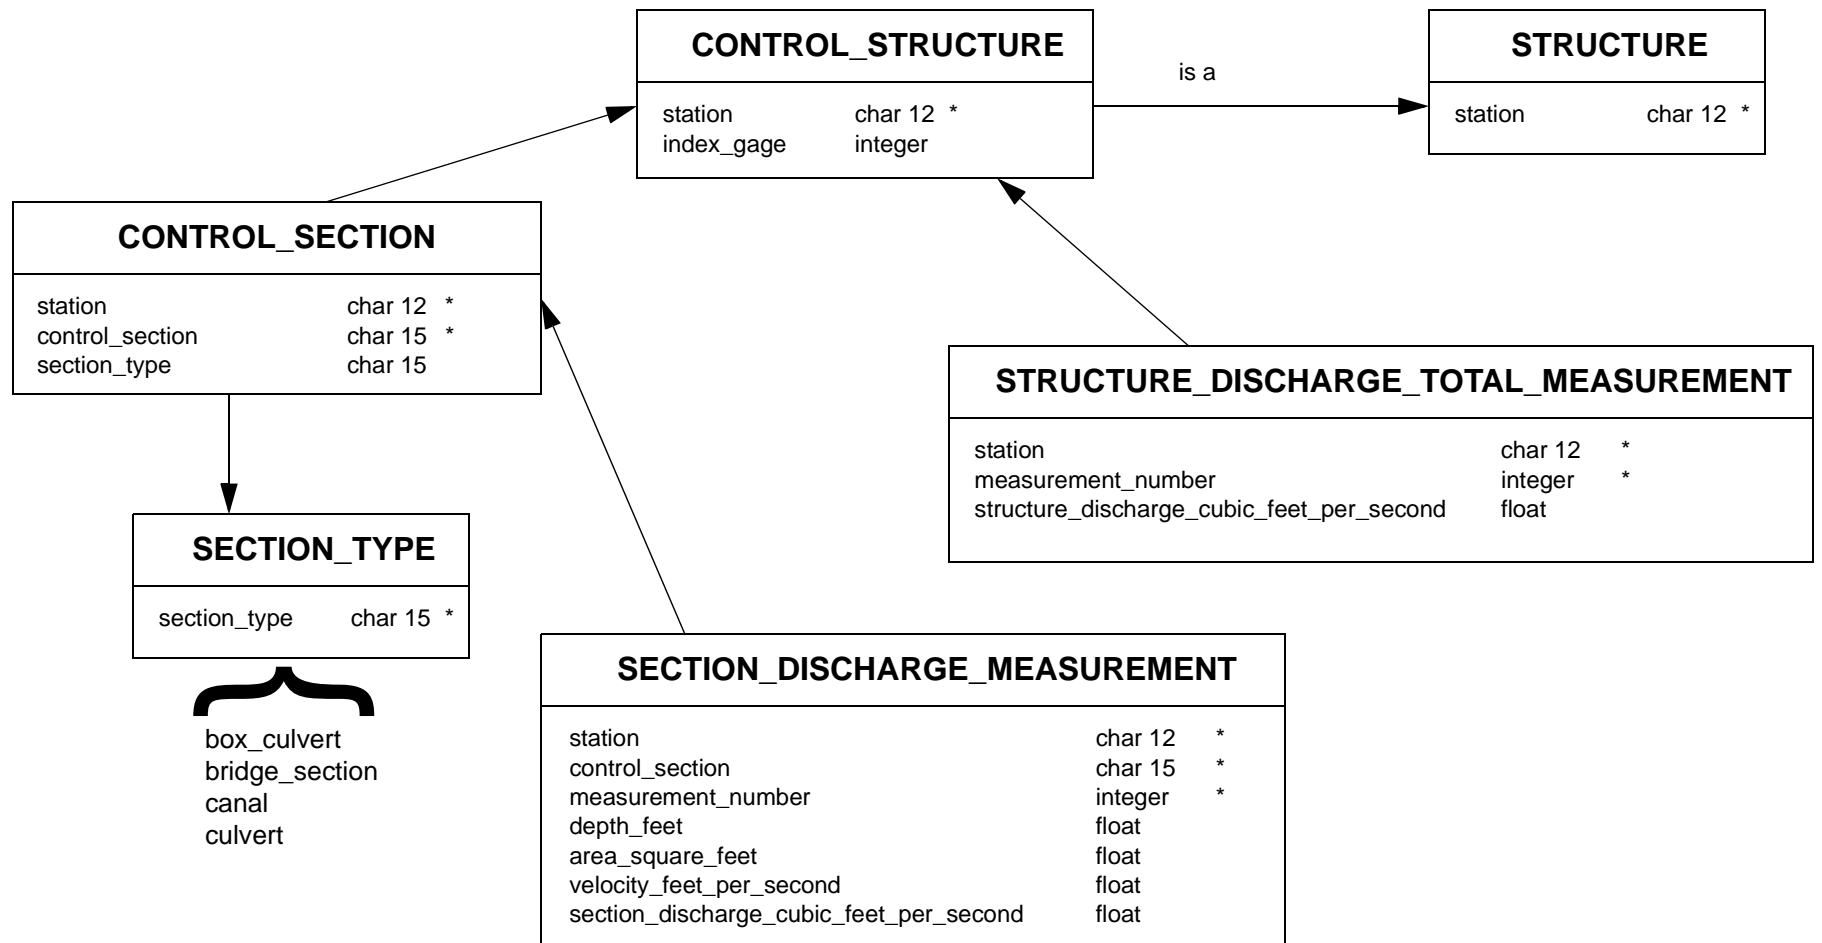 CONTROL_STRUCTURE
station char 12 *
index_gage integer
is a
STRUCTURE
station char 12 *
CONTROL_SECTION
station char 12 *
control_section char 15 *
section_type char 15
STRUCTURE_DISCHARGE_TOTAL_MEASUREMENT
station char 12 *
measurement_number integer *
structure_discharge_cubic_feet_per_second float
SECTION_TYPE
section_type char 15 *
box_culvert
bridge_section
canal
culvert
SECTION_DISCHARGE_MEASUREMENT
station char 12 *
control_section char 15 *
measurement_number integer *
depth_feet float
area_square_feet float
velocity_feet_per_second float
section_discharge_cubic_feet_per_second float